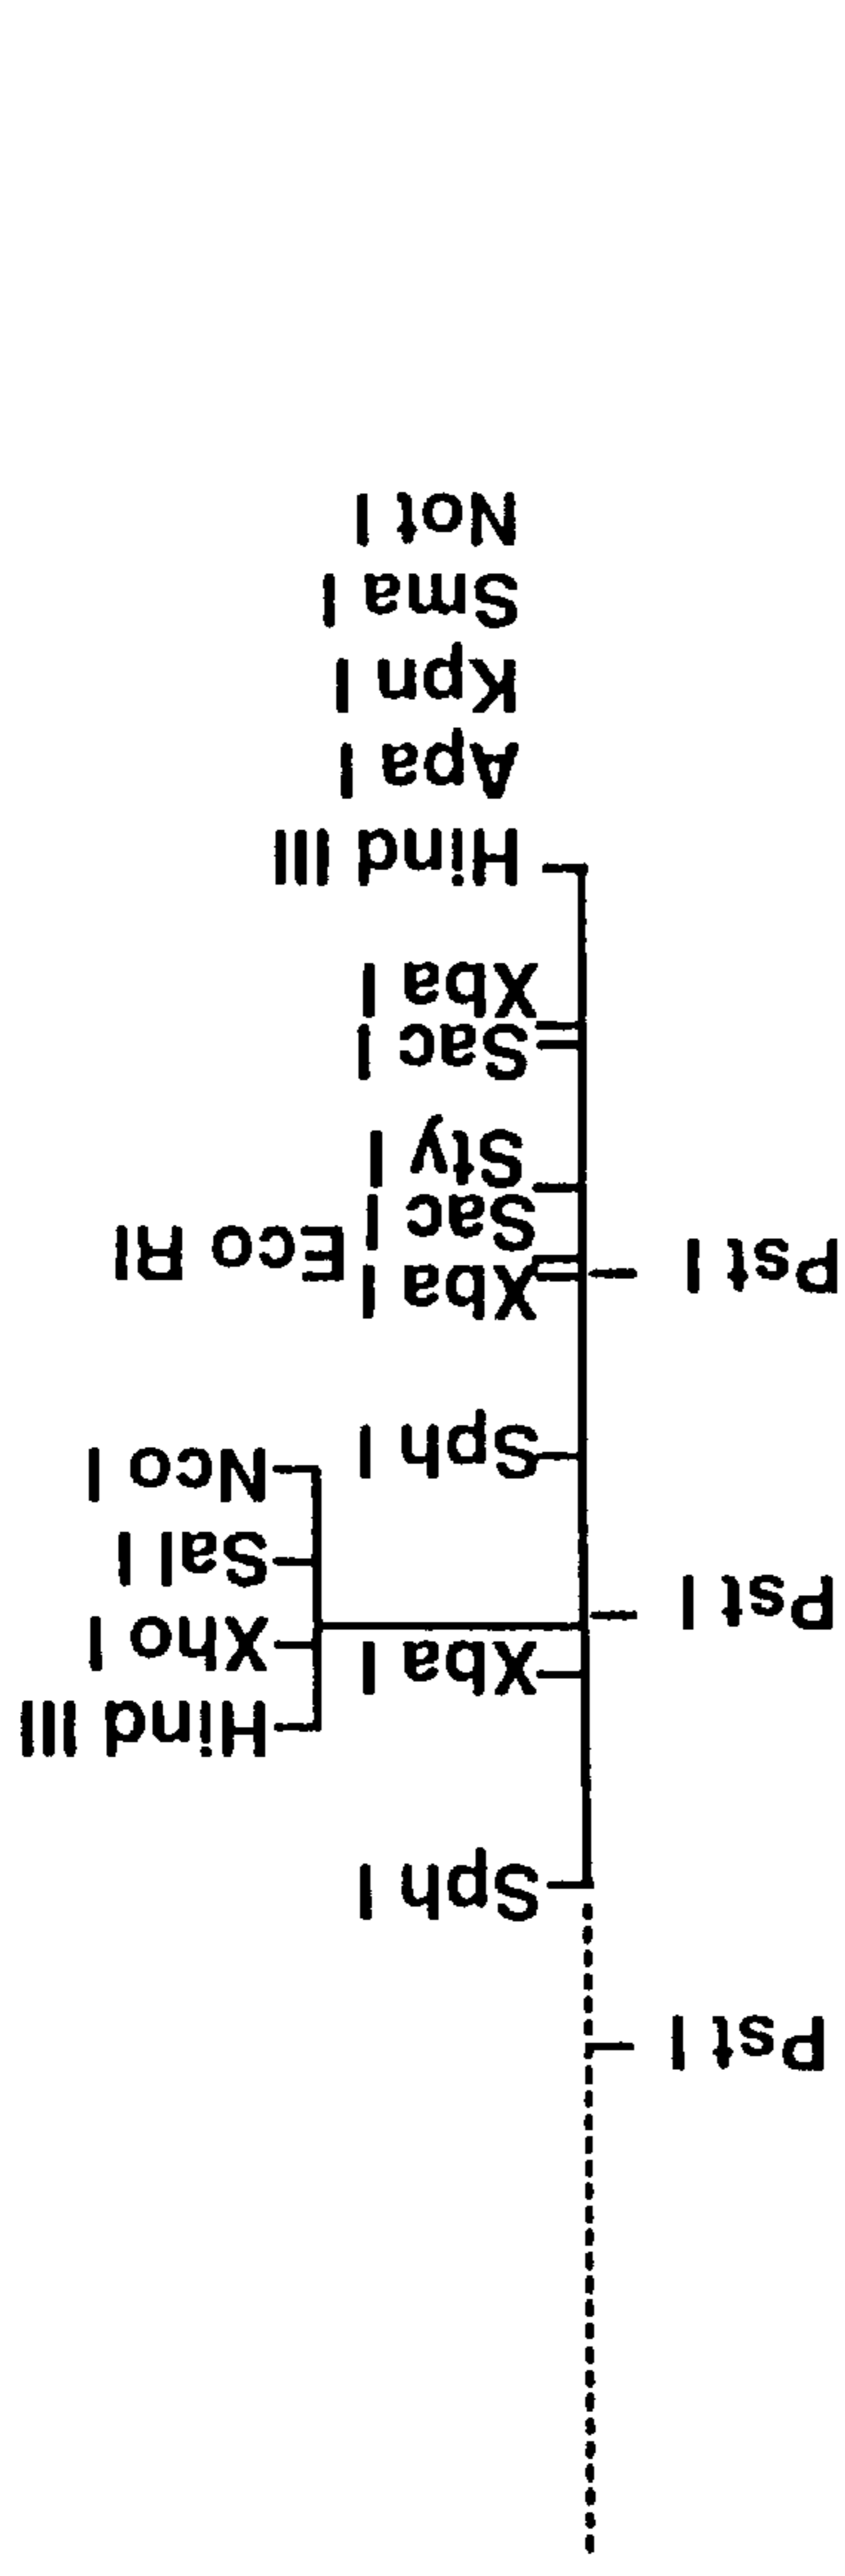 Pst I
Sph I
Hind III
Xba I
Xho I
Pst I
Sal I
Nco I
Sph I
Xba I
Pst I
Eco RI
Sac I
Sty I
Sac I
Xba I
Hind III
Apa I
Kpn I
Sma I
Not I